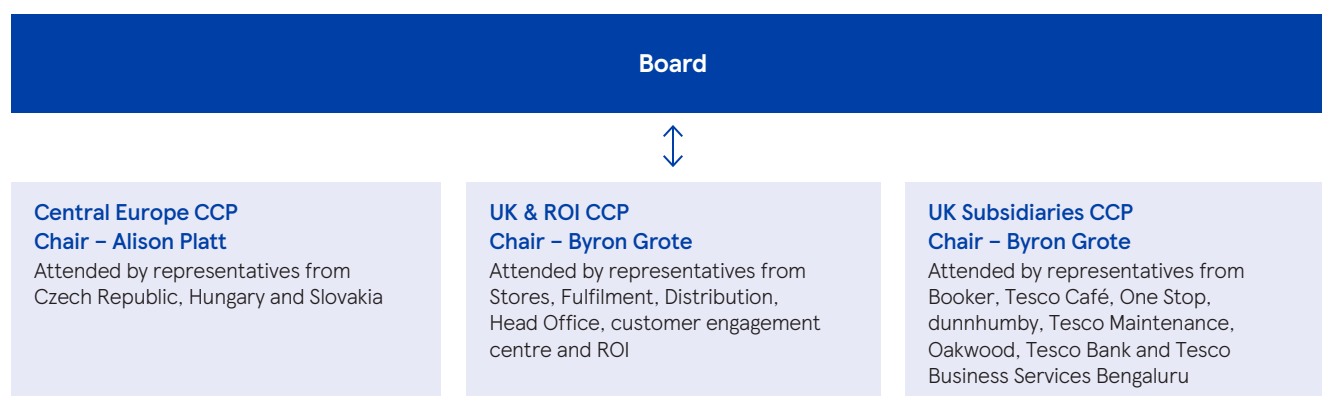 Board
Central Europe CCP
Chair – Alison Platt
Attended by representatives from
Czech Republic, Hungary and Slovakia
UK & ROI CCP
Chair – Byron Grote
Attended by representatives from
Stores, Fulfilment, Distribution,
Head Office, customer engagement
centre and ROI
UK Subsidiaries CCP
Chair – Byron Grote
Attended by representatives from
Booker, Tesco Café, One Stop,
dunnhumby, Tesco Maintenance,
Oakwood, Tesco Bank and Tesco
Business Services Bengaluru